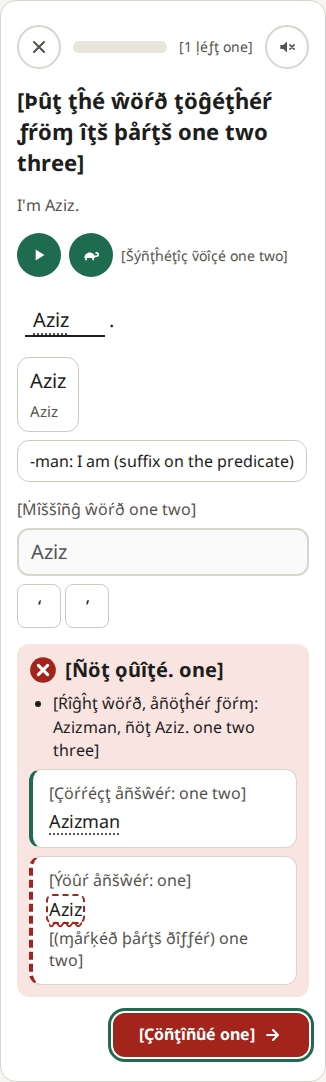 [1 ļéƒţ one]
[Þûţ ţĥé ŵöŕð ţöĝéţĥéŕ
ƒŕöɱ îţš þåŕţš one two
three]
I'm Aziz.
[Šýñţĥéţîç ṽöîçé one two]
Aziz .
Aziz
Aziz
-man: I am (suffix on the predicate)
[Ṁîššîñĝ ŵöŕð one two]
Aziz
ʻ
ʼ
[Ñöţ ǫûîţé. one]
[Ŕîĝĥţ ŵöŕð, åñöţĥéŕ ƒöŕɱ:
Azizman, ñöţ Aziz. one two
three]
[Çöŕŕéçţ åñšŵéŕ: one two]
Azizman
[Ýöûŕ åñšŵéŕ: one]
Aziz
[(ɱåŕķéð þåŕţš ðîƒƒéŕ) one
two]
[Çöñţîñûé one]